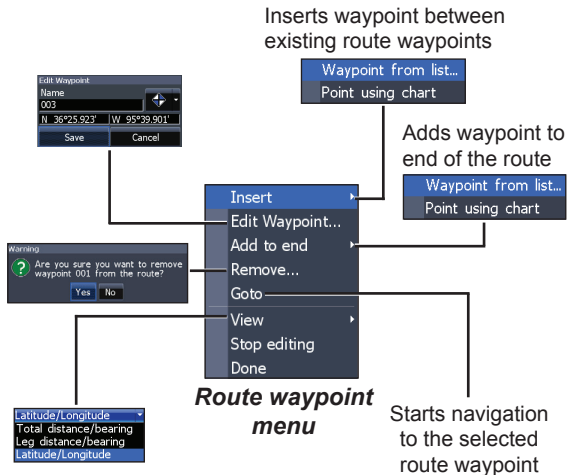 Inserts waypoint between
existing route waypoints
Waypoint from list...
Point using chart
Edit Waypoint
Name
003
N 36°25.923' W 95°39.901'
Save Cancel
Adds waypoint to
end of the route
Waypoint from list...
Point using chart
Insert
Edit Waypoint...
Add to end
Remove...
Goto
View
Stop editing
Done
Warning
Are you sure you want to remove
waypoint 001 from the route?
Yes No
Route waypoint
menu
Latitude/Longitude
Total distance/bearing
Leg distance/bearing
Latitude/Longitude
Starts navigation
to the selected
route waypoint